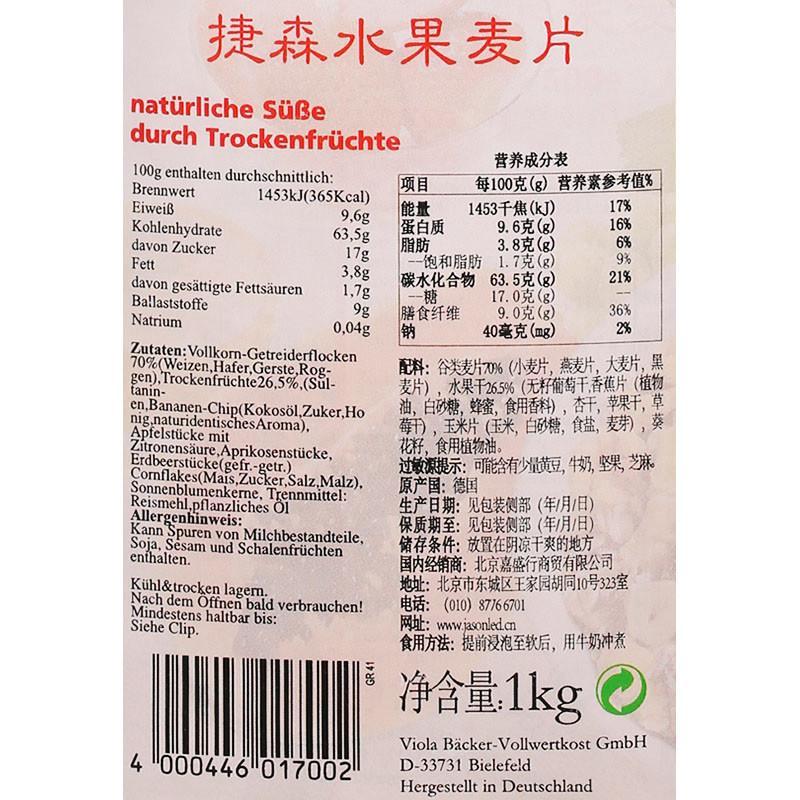 捷森水果麦片
natürliche Süße
durch Trockenfrüchte
100g enthalten durchschnittlich:
Brennwert 1453kJ(365Kcal)
Eiweiß 9,6g
Kohlenhydrate 63,5g
davon Zucker 17g
Fett 3,8g
davon gesättigte Fettsäuren 1,7g
Ballaststoffe 9g
Natrium 0,04g
Zutaten:Vollkorn-Getreiderflocken
70%(Weizen,Hafer,Gerste,Rog-
gen),Trockenfrüchte26,5%,(Sul-
tanin-
en,Bananen-Chip(Kokosöl,Zuker,Ho
nig,naturidentischesAroma),
Apfelstücke mit
Zitronensäure,Aprikosenstücke,
Erdbeerstücke(gefr.-getr.)
Cornflakes(Mais,Zucker,Salz,Malz),
Sonnenblumenkerne, Trennmittel:
Reismehl,pflanzliches Öl
Allergenhinweis:
Kann Spuren von Milchbestandteile,
Soja, Sesam und Schalenfrüchten
enthalten.
Kühl&trocken lagern.
Nach dem Öffnen bald verbrauchen!
Mindestens haltbar bis:
Siehe Clip.
GR 41
4 000446 017002
营养成分表
项目 每100克(g) 营养素参考值%
能量 1453千焦(kJ) 17%
蛋白质 9.6克(g) 16%
脂肪 3.8克(g) 6%
--饱和脂肪 1.7克(g) 9%
碳水化合物 63.5克(g) 21%
--糖 17.0克(g) --
膳食纤维 9.0克(g) 36%
钠 40毫克(mg) 2%
配料: 谷类麦片70% (小麦片, 燕麦片, 大麦片, 黑
麦片) , 水果干26.5% (无籽葡萄干,香蕉片 (植物
油, 白砂糖, 蜂蜜, 食用香料) , 杏干, 苹果干, 草
莓干) , 玉米片 (玉米, 白砂糖, 食盐, 麦芽) , 葵
花籽, 食用植物油。
过敏源提示: 可能含有少量黄豆, 牛奶, 坚果, 芝麻。
原产国: 德国
生产日期: 见包装侧部 (年/月/日)
保质期至: 见包装侧部 (年/月/日)
储存条件: 放置在阴凉干爽的地方
国内经销商: 北京嘉盛行商贸有限公司
地址: 北京市东城区王家园胡同10号323室
电话: (010) 8776 6701
网址: www.jasonled.cn
食用方法: 提前浸泡至软后, 用牛奶冲煮
净含量:1kg
Viola Bäcker-Vollwertkost GmbH
D-33731 Bielefeld
Hergestellt in Deutschland